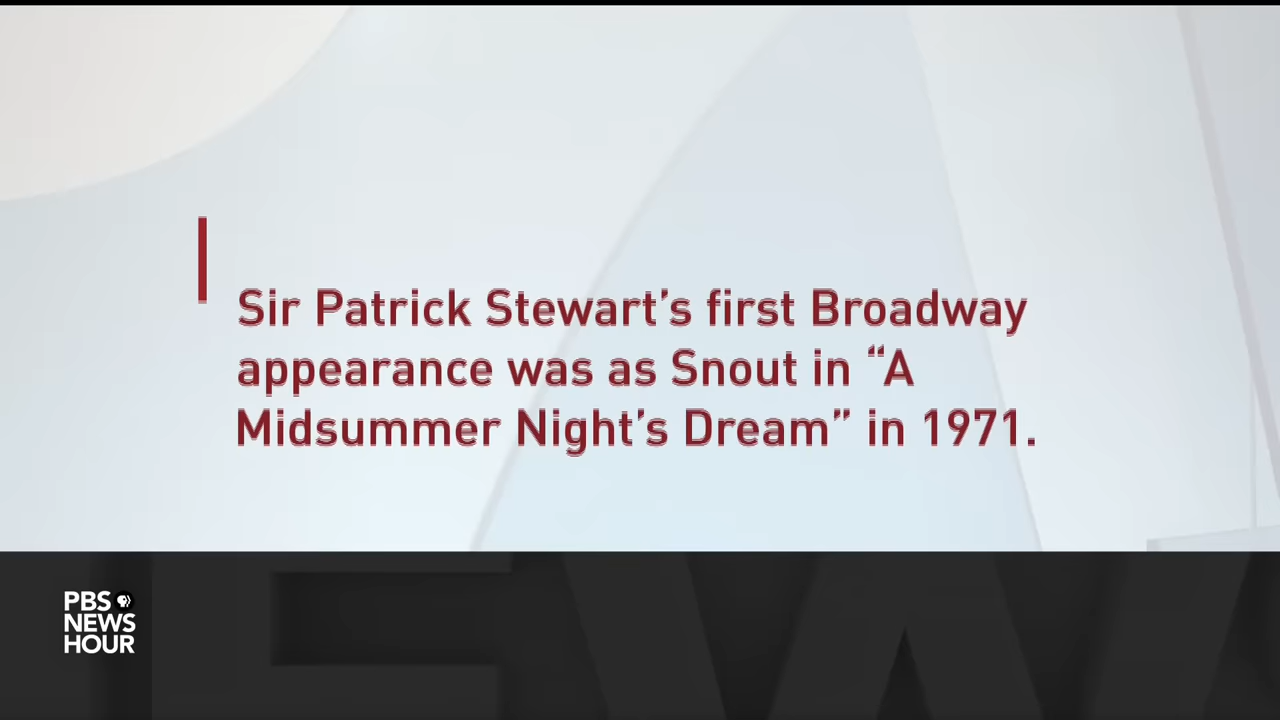 Sir Patrick Stewart’s first Broadway
appearance was as Snout in “A
Midsummer Night’s Dream” in 1971.
PBS
NEWS
HOUR